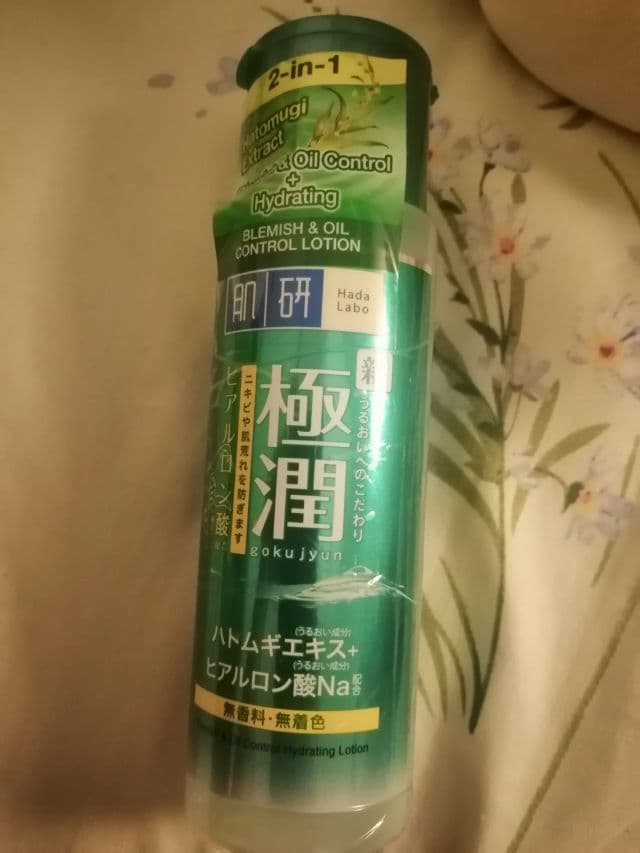 2-in-1
Hatomugi
Extract
& Oil Control
+
Hydrating
BLEMISH & OIL
CONTROL LOTION
肌研
Hada
Labo
新
うるおいへのこだわり
極潤
gokujyun
ニキビや肌荒れを防ぎます
ヒアルロン酸
(うるおい成分)
ハトムギエキス+
(うるおい成分)
ヒアルロン酸Na配合
無香料・無着色
& Oil Control Hydrating Lotion